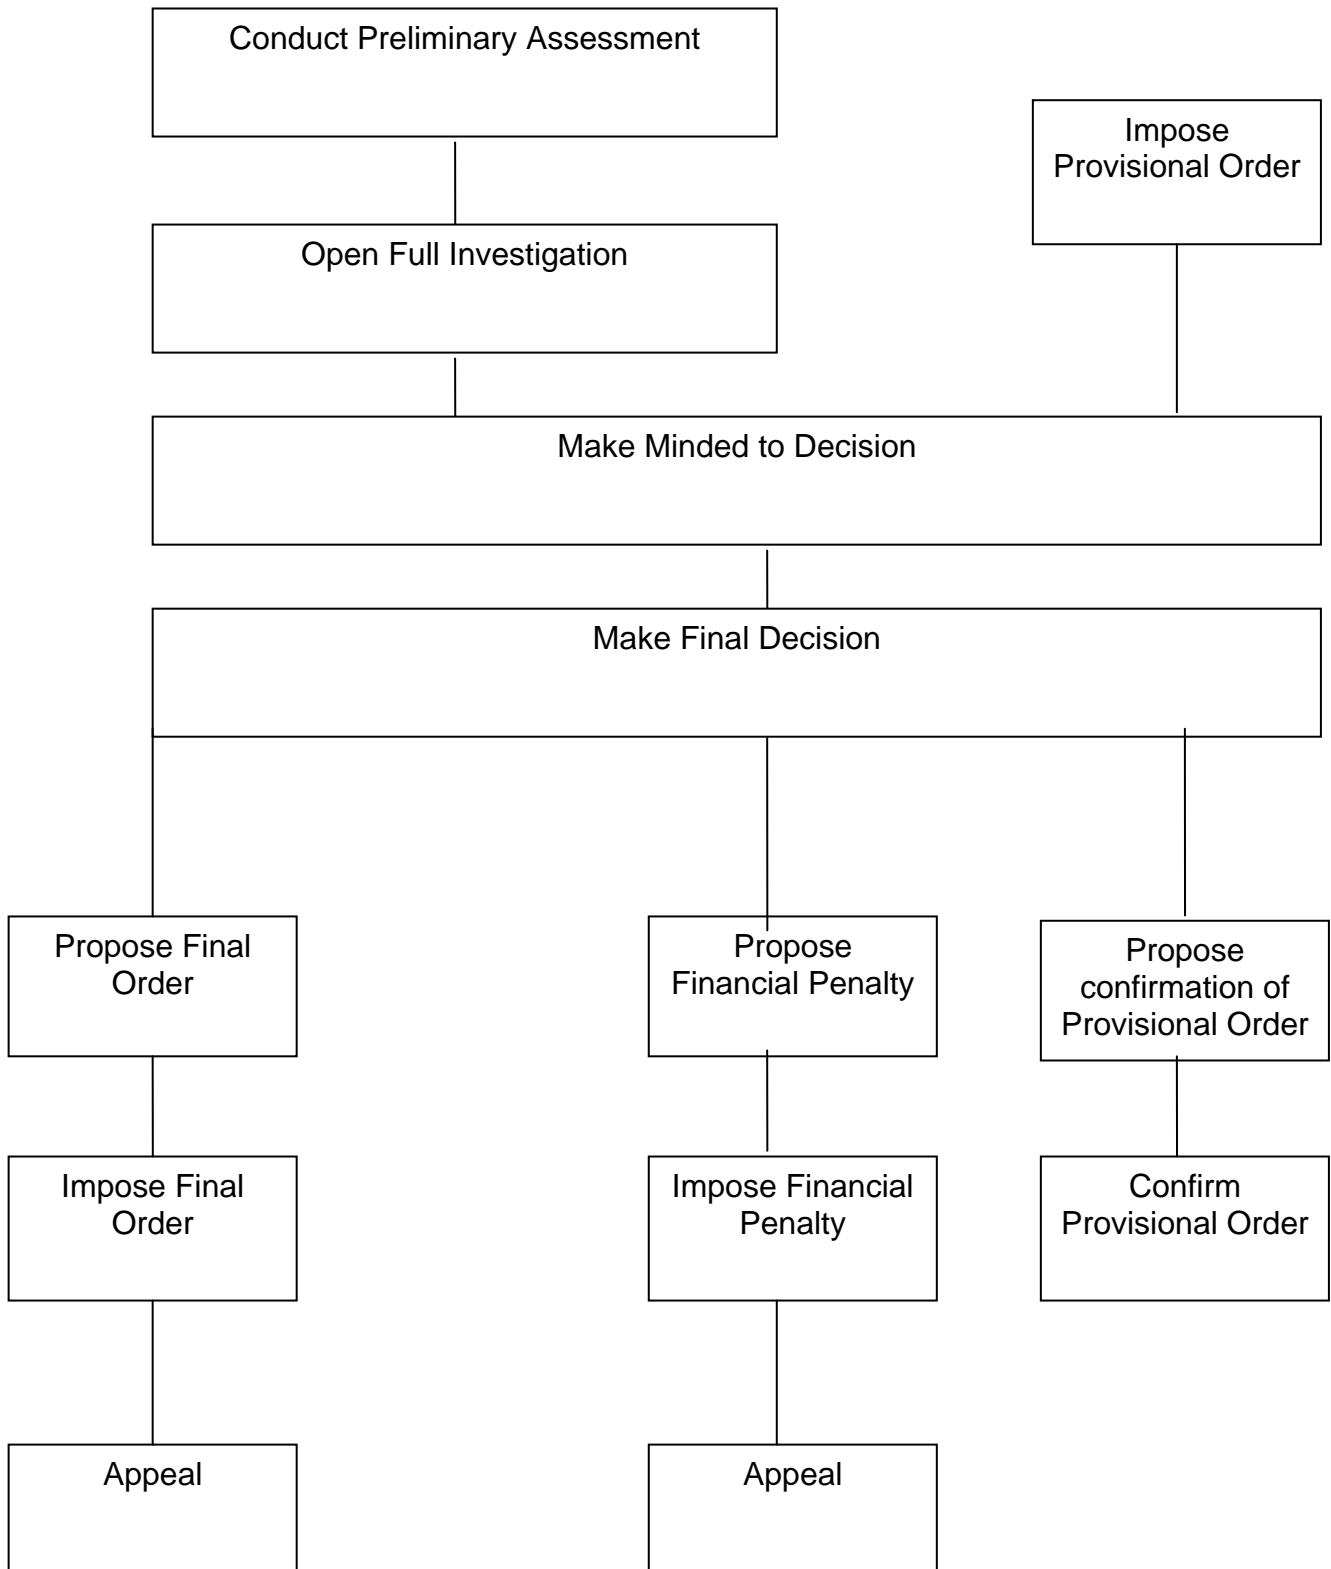 Conduct Preliminary Assessment
Impose
Provisional Order
Open Full Investigation
Make Minded to Decision
Make Final Decision
Propose Final
Order
Propose
Financial Penalty
Propose
confirmation of
Provisional Order
Impose Final
Order
Impose Financial
Penalty
Confirm
Provisional Order
Appeal
Appeal